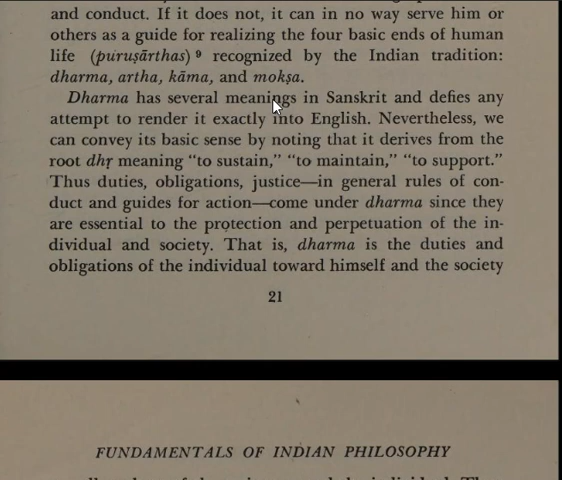 and conduct. If it does not, it can in no way serve him or
others as a guide for realizing the four basic ends of human
life (puruṣārthas) 9 recognized by the Indian tradition:
dharma, artha, kāma, and mokṣa.
Dharma has several meanings in Sanskrit and defies any
attempt to render it exactly into English. Nevertheless, we
can convey its basic sense by noting that it derives from the
root dhṛ meaning "to sustain," "to maintain," "to support."
Thus duties, obligations, justice—in general rules of con-
duct and guides for action—come under dharma since they
are essential to the protection and perpetuation of the in-
dividual and society. That is, dharma is the duties and
obligations of the individual toward himself and the society
21
FUNDAMENTALS OF INDIAN PHILOSOPHY